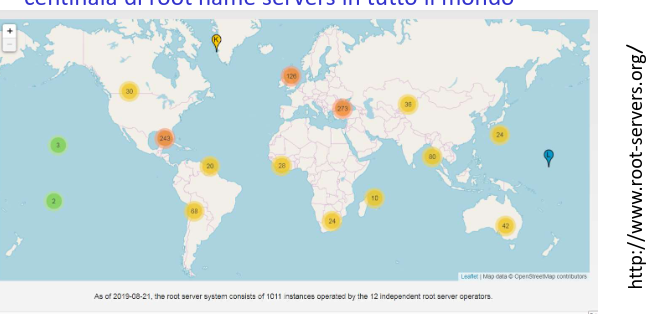 centinaia di root name servers in tutto il mondo
+
-
K
126
30
273
36
243
24
3
80
L
20
28
10
2
68
24
42
Leaflet | Map data © OpenStreetMap contributors
As of 2019-08-21, the root server system consists of 1011 instances operated by the 12 independent root server operators.
http://www.root-servers.org/